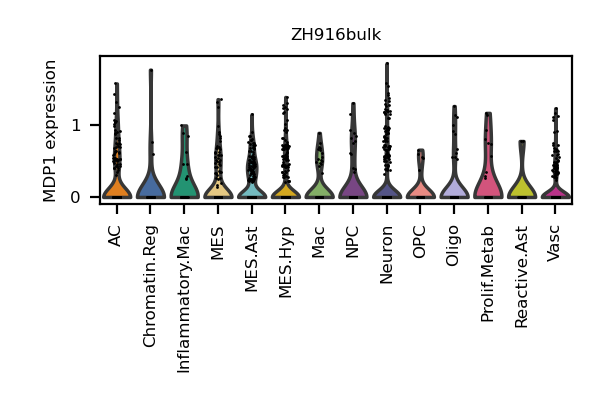 ZH916bulk
MDP1 expression
1
0
AC
Chromatin.Reg
Inflammatory.Mac
MES
MES.Ast
MES.Hyp
Mac
NPC
Neuron
OPC
Oligo
Prolif.Metab
Reactive.Ast
Vasc